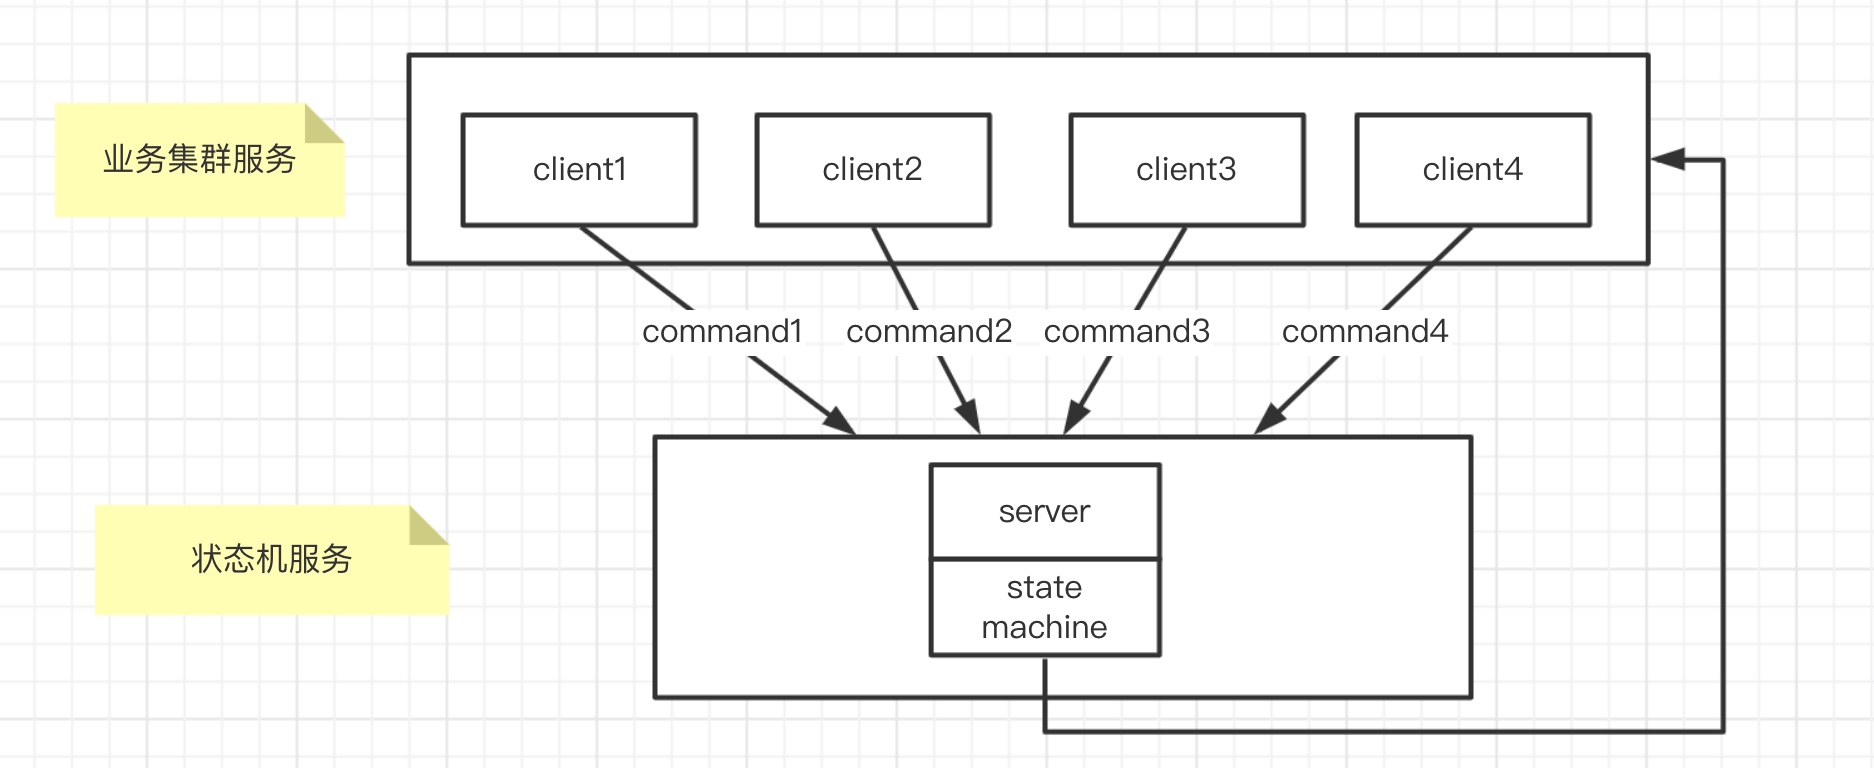 业务集群服务
client1
client2
client3
client4
command1
command2
command3
command4
状态机服务
server
state
machine